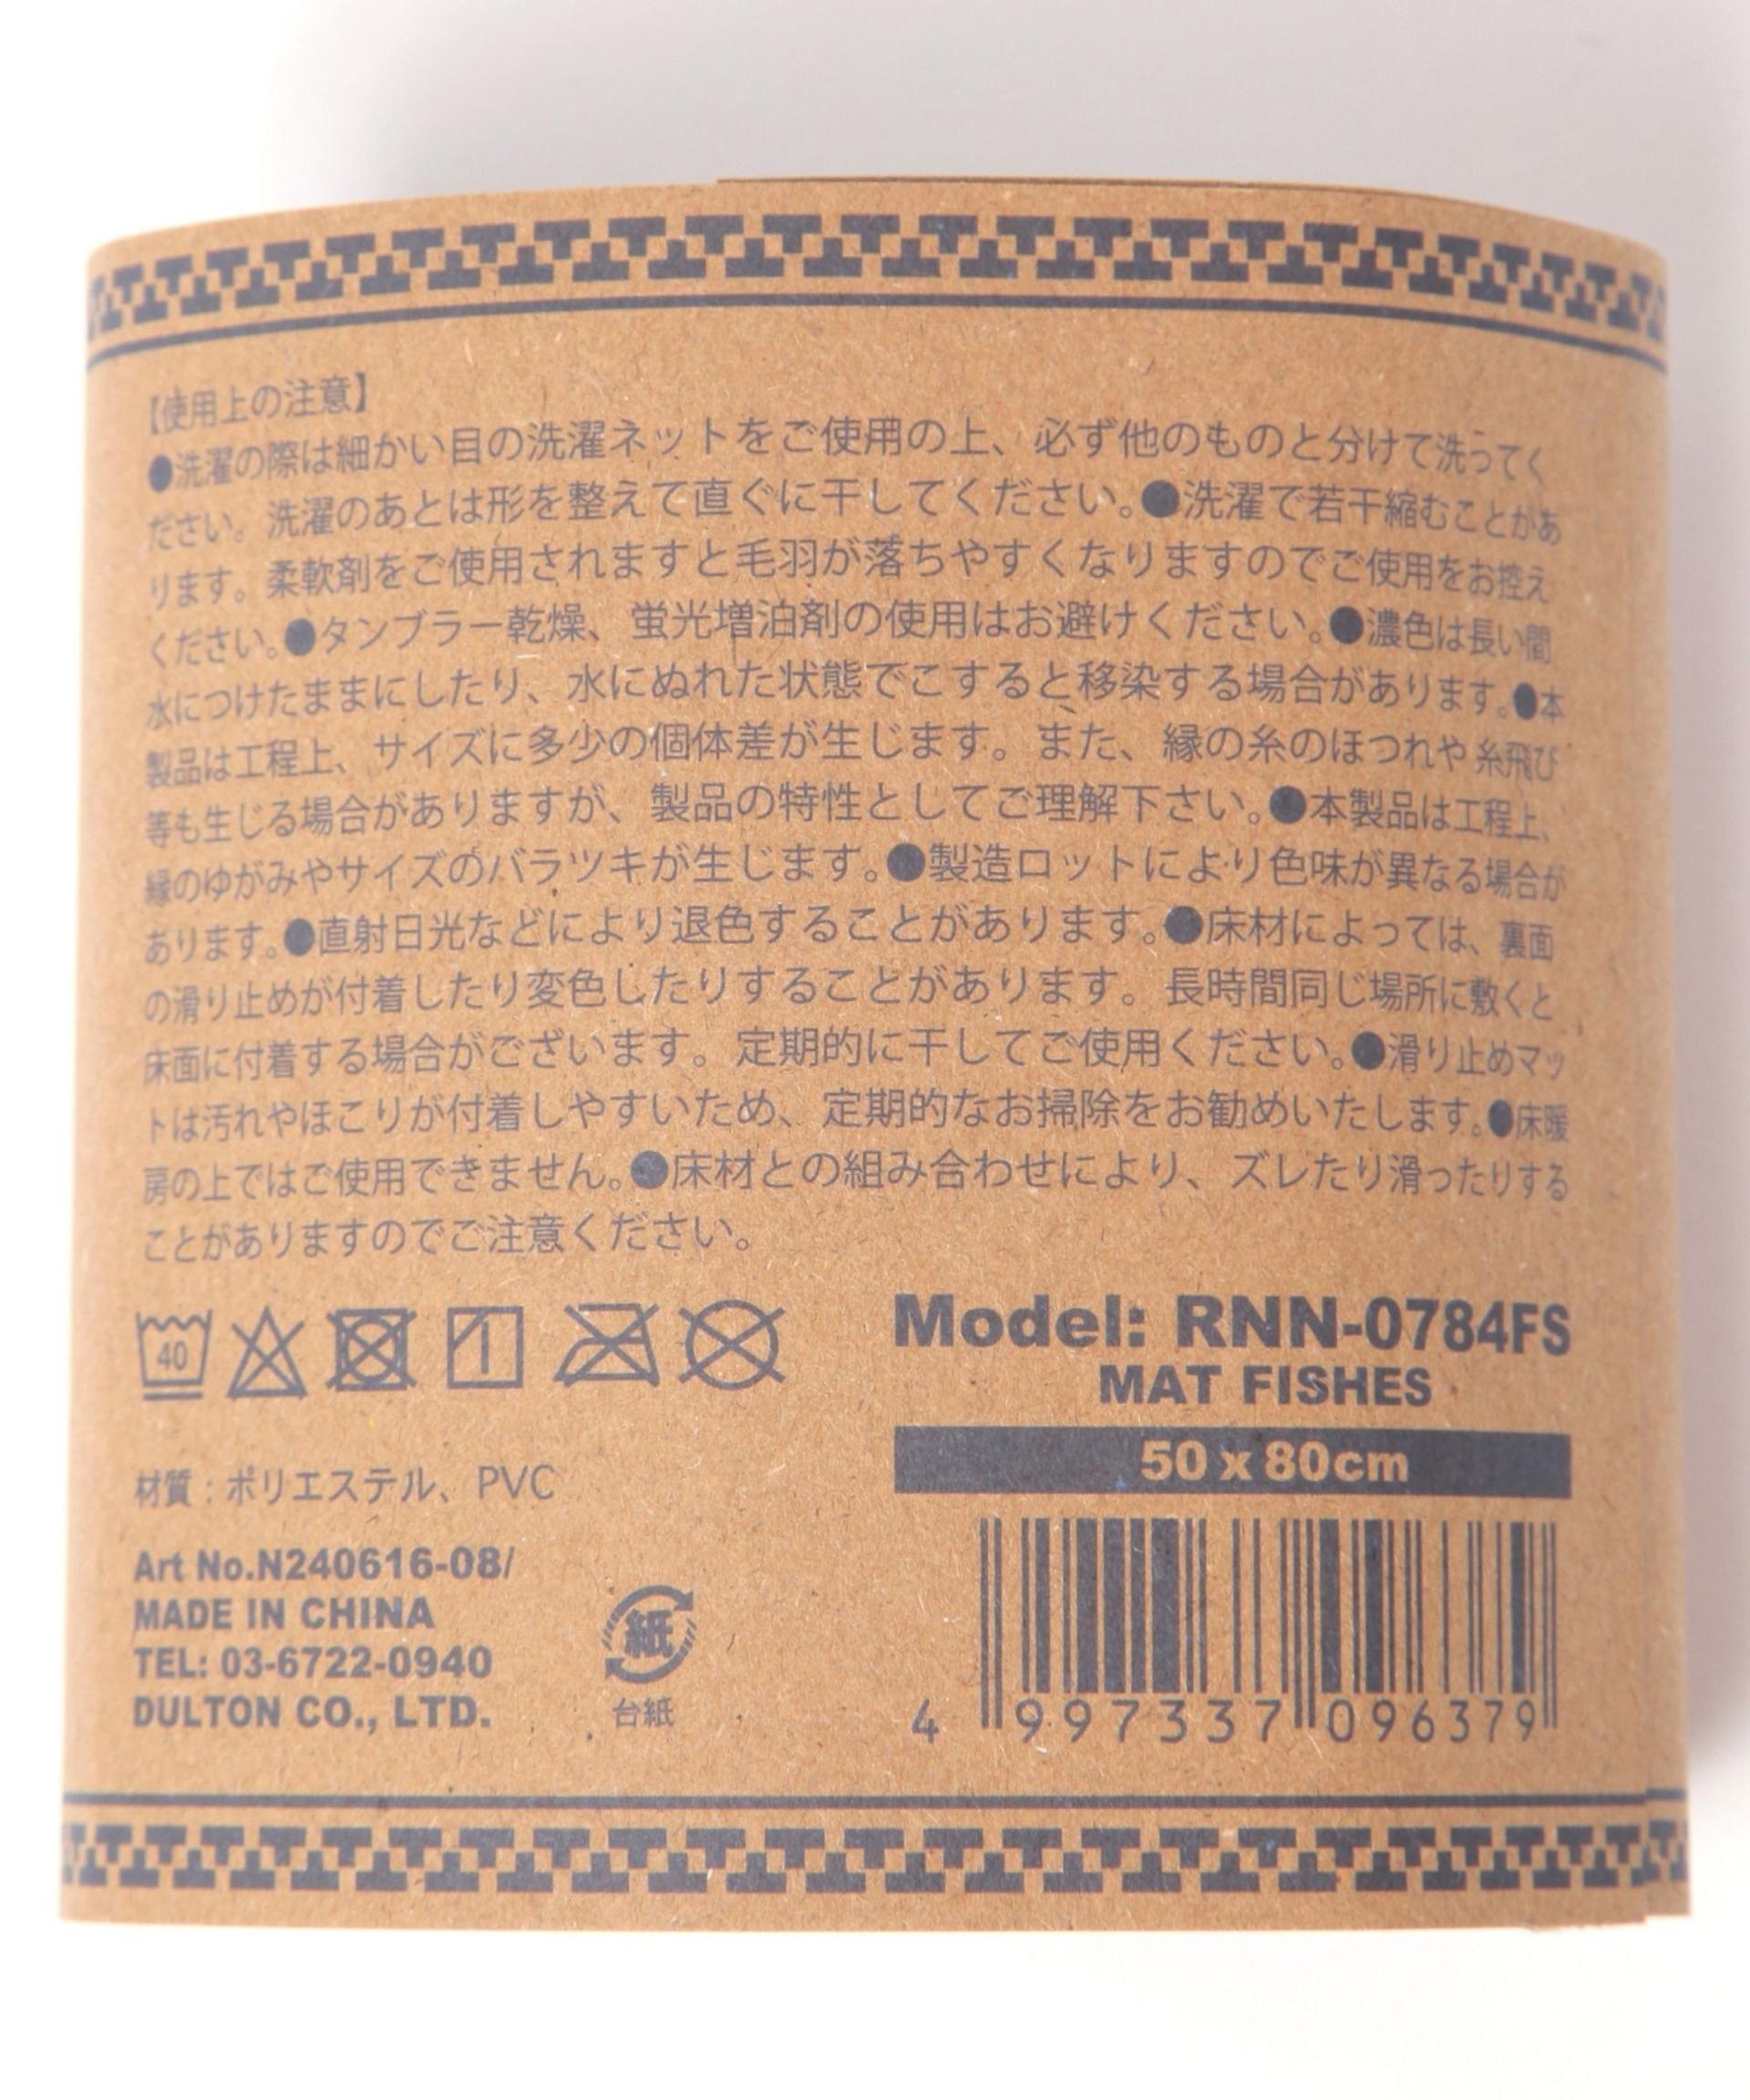 【使用上の注意】
●洗濯の際は細かい目の洗濯ネットをご使用の上、必ず他のものと分けて洗ってく
ださい。洗濯のあとは形を整えて直ぐに干してください。●洗濯で若干縮むことがあ
ります。柔軟剤をご使用されますと毛羽が落ちやすくなりますのでご使用をお控え
ください。●タンブラー乾燥、蛍光増泊剤の使用はお避けください。●濃色は長い間
水につけたままにしたり、水にぬれた状態でこすると移染する場合があります。●本
製品は工程上、サイズに多少の個体差が生じます。また、縁の糸のほつれや 糸飛び
等も生じる場合がありますが、製品の特性としてご理解下さい。●本製品は工程上、
縁のゆがみやサイズのバラツキが生じます。●製造ロットにより色味が異なる場合が
あります。●直射日光などにより退色することがあります。●床材によっては、裏面
の滑り止めが付着したり変色したりすることがあります。長時間同じ場所に敷くと
床面に付着する場合がございます。定期的に干してご使用ください。●滑り止めマッ
トは汚れやほこりが付着しやすいため、定期的なお掃除をお勧めいたします。●床暖
房の上ではご使用できません。●床材との組み合わせにより、ズレたり滑ったりする
ことがありますのでご注意ください。
40
Model: RNN-0784FS
MAT FISHES
50 x 80cm
材質 : ポリエステル、PVC
Art No.N240616-08/
MADE IN CHINA
TEL: 03-6722-0940
DULTON CO., LTD.
紙
台紙
4 997337 096379